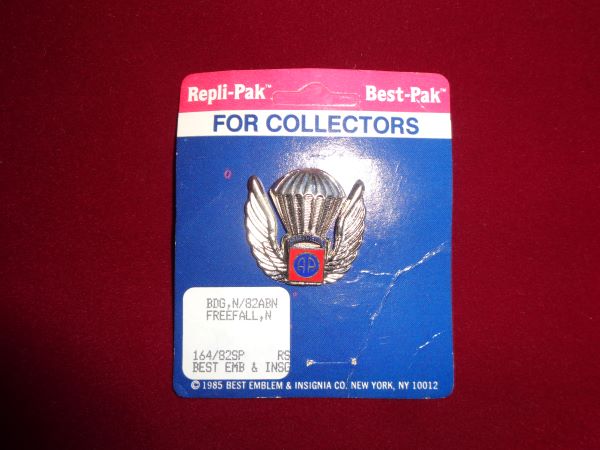 Repli-Pak™ Best-Pak™
FOR COLLECTORS
AA
BDG,N/82ABN
FREEFALL,N
164/82SP RS
BEST EMB & INSG
© 1985 BEST EMBLEM & INSIGNIA CO. NEW YORK, NY 10012